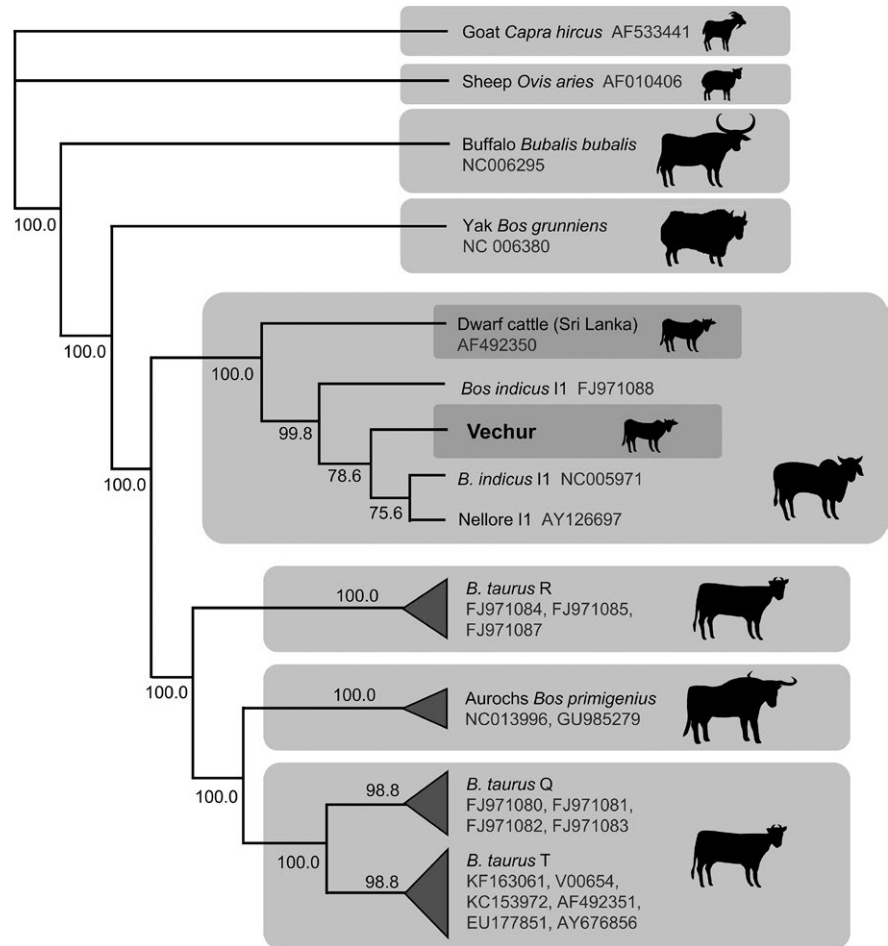 Goat Capra hircus AF533441
Sheep Ovis aries AF010406
Buffalo Bubalis bubalis
NC006295
100.0
Yak Bos grunniens
NC 006380
100.0
Dwarf cattle (Sri Lanka)
AF492350
100.0
Bos indicus I1 FJ971088
99.8
Vechur
78.6
100.0
B. indicus I1 NC005971
75.6
Nellore I1 AY126697
100.0
B. taurus R
FJ971084, FJ971085,
FJ971087
100.0
100.0
Aurochs Bos primigenius
NC013996, GU985279
100.0
98.8
B. taurus Q
FJ971080, FJ971081,
FJ971082, FJ971083
100.0
98.8
B. taurus T
KF163061, V00654,
KC153972, AF492351,
EU177851, AY676856